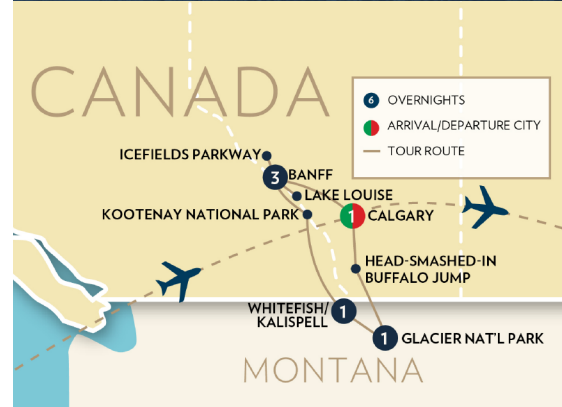 CANADA
6 OVERNIGHTS
ARRIVAL/DEPARTURE CITY
TOUR ROUTE
ICEFIELDS PARKWAY
3 BANFF
LAKE LOUISE
KOOTENAY NATIONAL PARK
1 CALGARY
HEAD-SMASHED-IN
BUFFALO JUMP
WHITEFISH/
KALISPELL
1
1 GLACIER NAT'L PARK
MONTANA